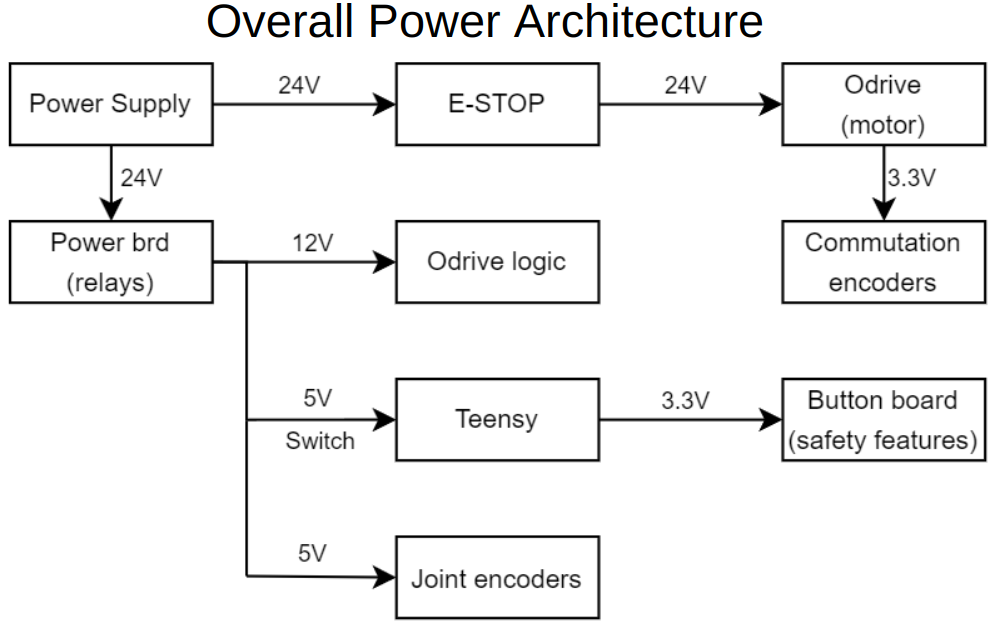 Overall Power Architecture
Power Supply
24V
E-STOP
24V
Odrive
(motor)
24V
3.3V
Power brd
(relays)
12V
Odrive logic
Commutation
encoders
5V
Switch
Teensy
3.3V
Button board
(safety features)
5V
Joint encoders